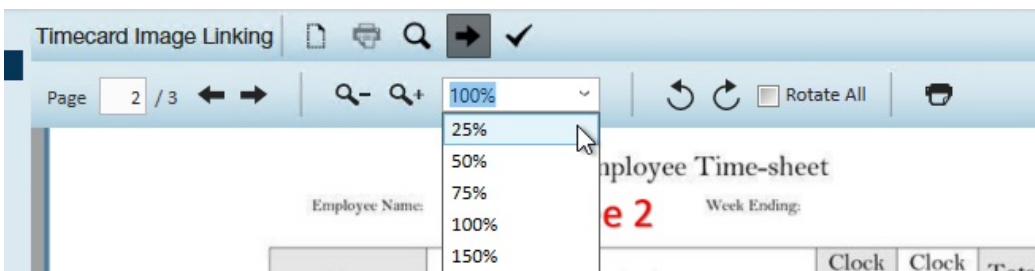 Timecard Image Linking
Page 2 / 3 100% Rotate All
25%
50%
75%
100%
150%
Time-sheet
Employee Name:
2
Week Ending:
Clock Clock